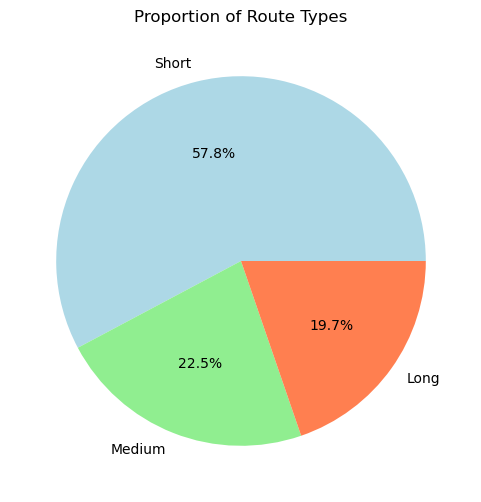 Proportion of Route Types
Short
57.8%
19.7%
22.5%
Long
Medium